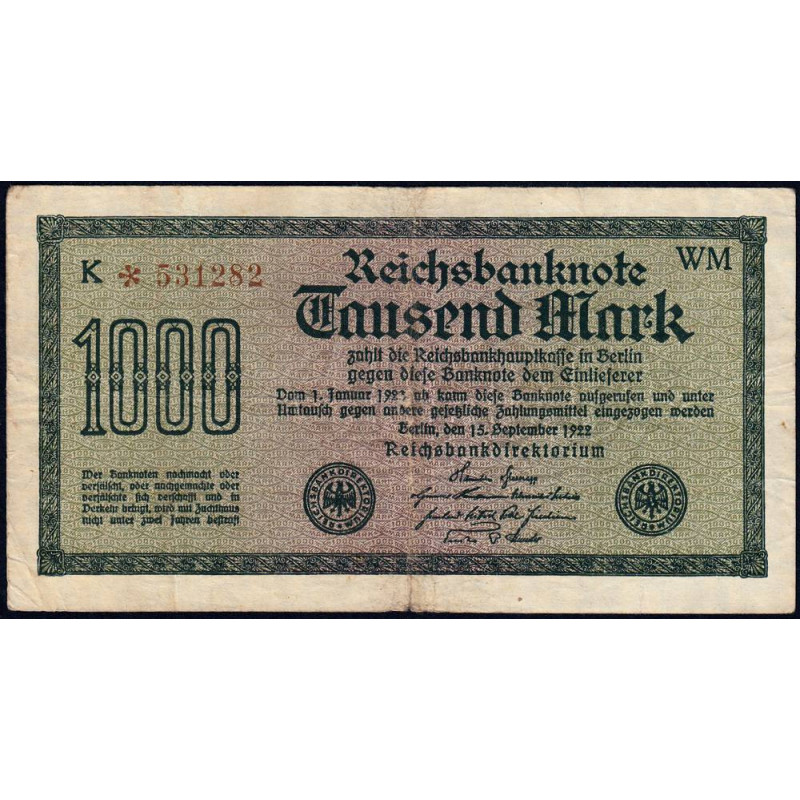 K * 531282
WM
Reichsbanknote
Tausend Mark
zahlt die Reichsbankhauptkasse in Berlin
gegen diese Banknote dem Einlieferer
Vom 1. Januar 1923 ab kann diese Banknote aufgerufen und unter
Umtausch gegen andere gesetzliche Zahlungsmittel eingezogen werden
Berlin, den 15. September 1922
Reichsbankdirektorium
1000
Wer Banknoten nachmacht oder
verfälscht, oder nachgemachte oder
verfälschte sich verschafft und in
Verkehr bringt, wird mit Zuchthaus
nicht unter zwei Jahren bestraft
REICHSBANKDIREKTORIUM
REICHSBANKDIREKTORIUM